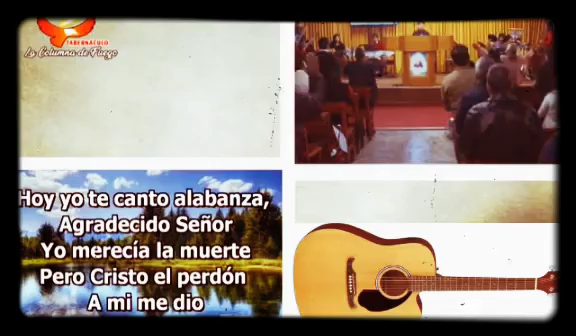 TABERNACULO
La Columna de Fuego
Hoy yo te canto alabanza,
Agradecido Señor
Yo merecía la muerte
Pero Cristo el perdón
A mi me dio